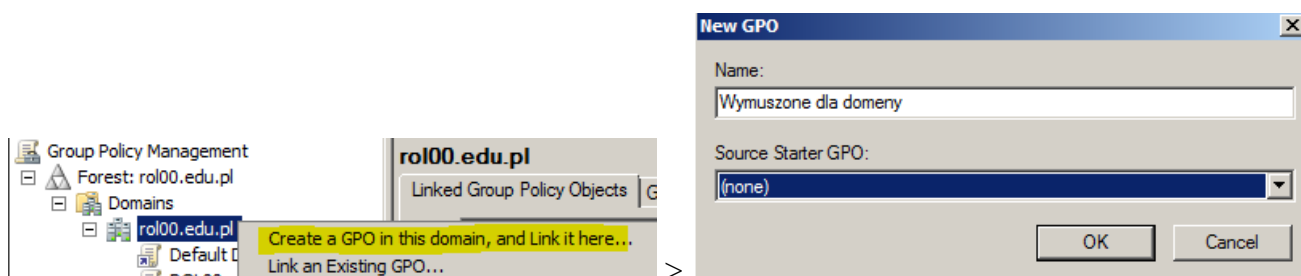 Group Policy Management
Forest: rol00.edu.pl
Domains
rol00.edu.pl
Default D
rol00.edu.pl
Linked Group Policy Objects G
Create a GPO in this domain, and Link it here...
Link an Existing GPO...
>
New GPO
Name:
Wymuszone dla domeny
Source Starter GPO:
(none)
OK Cancel